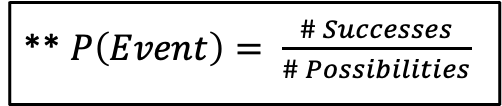 ** P(Event) = # Successes / # Possibilities